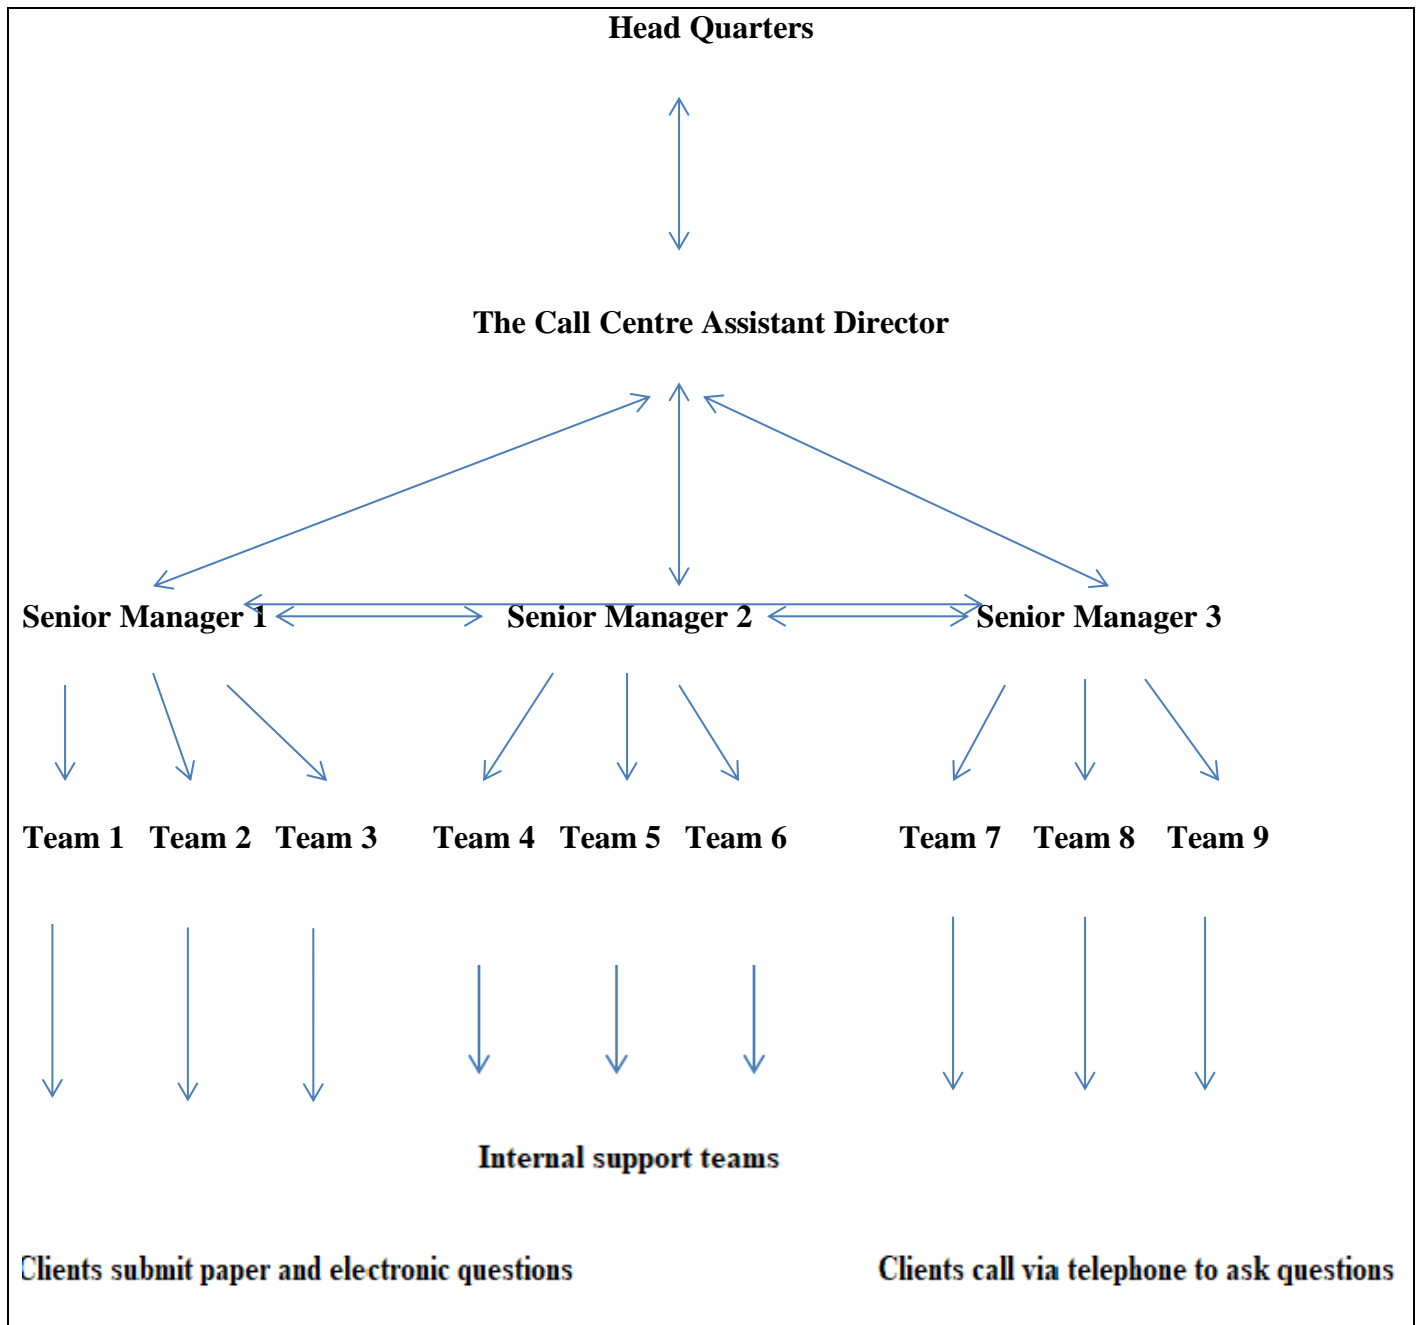 Head Quarters
The Call Centre Assistant Director
Senior Manager 1 Senior Manager 2 Senior Manager 3
Team 1 Team 2 Team 3 Team 4 Team 5 Team 6 Team 7 Team 8 Team 9
Internal support teams
Clients submit paper and electronic questions Clients call via telephone to ask questions